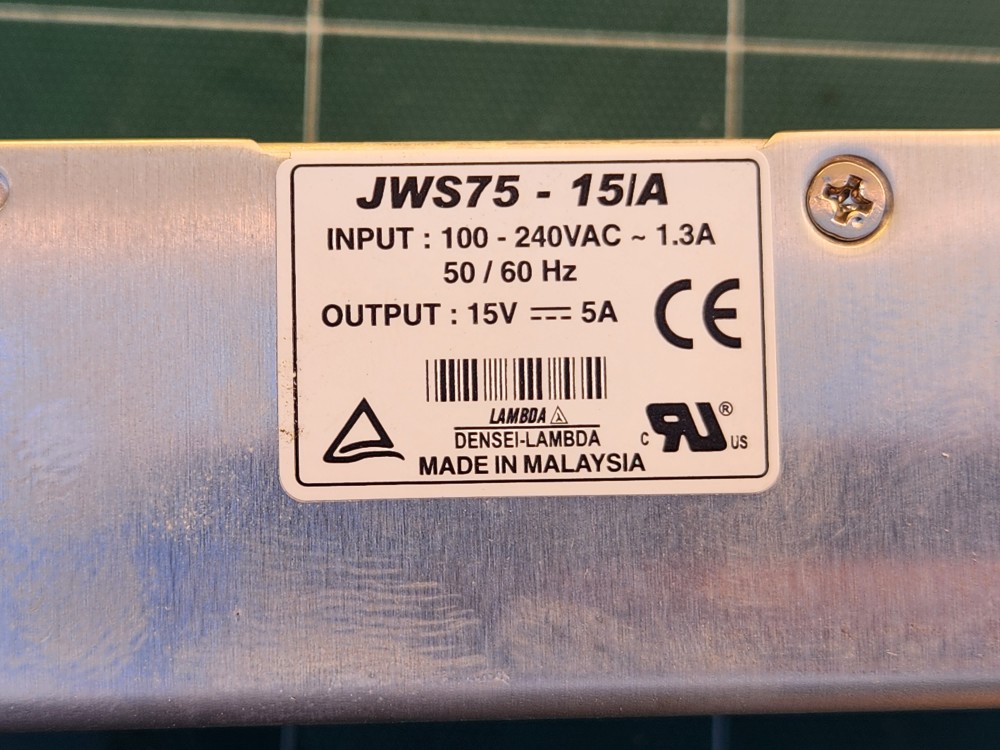 JWS75 - 15/A
INPUT : 100 - 240VAC ~ 1.3A
50 / 60 Hz
OUTPUT : 15V ⎓ 5A
CE
LAMBDA
DENSEI-LAMBDA
C RU ® US
MADE IN MALAYSIA